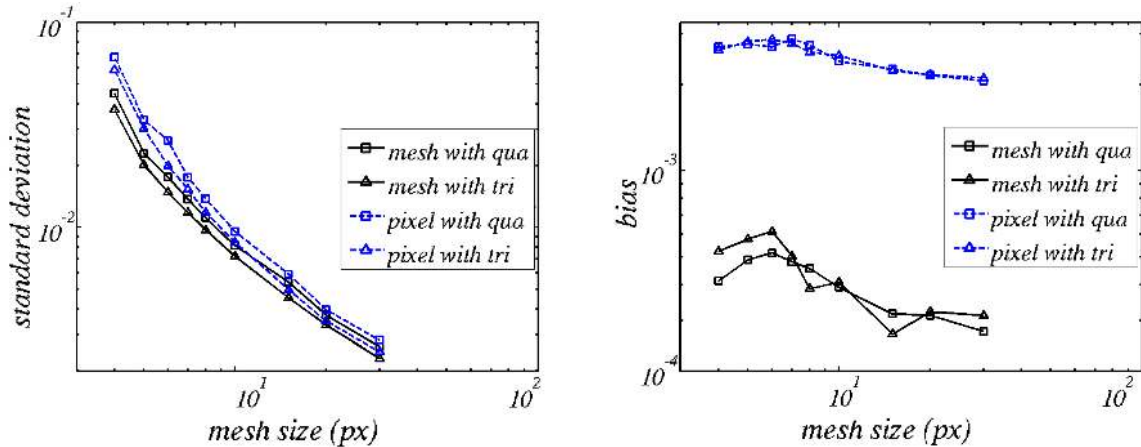 standard deviation
10^-1
10^-2
mesh with qua
mesh with tri
pixel with qua
pixel with tri
10^1
10^2
mesh size (px)
bias
10^-3
10^-4
mesh with qua
mesh with tri
pixel with qua
pixel with tri
10^1
10^2
mesh size (px)